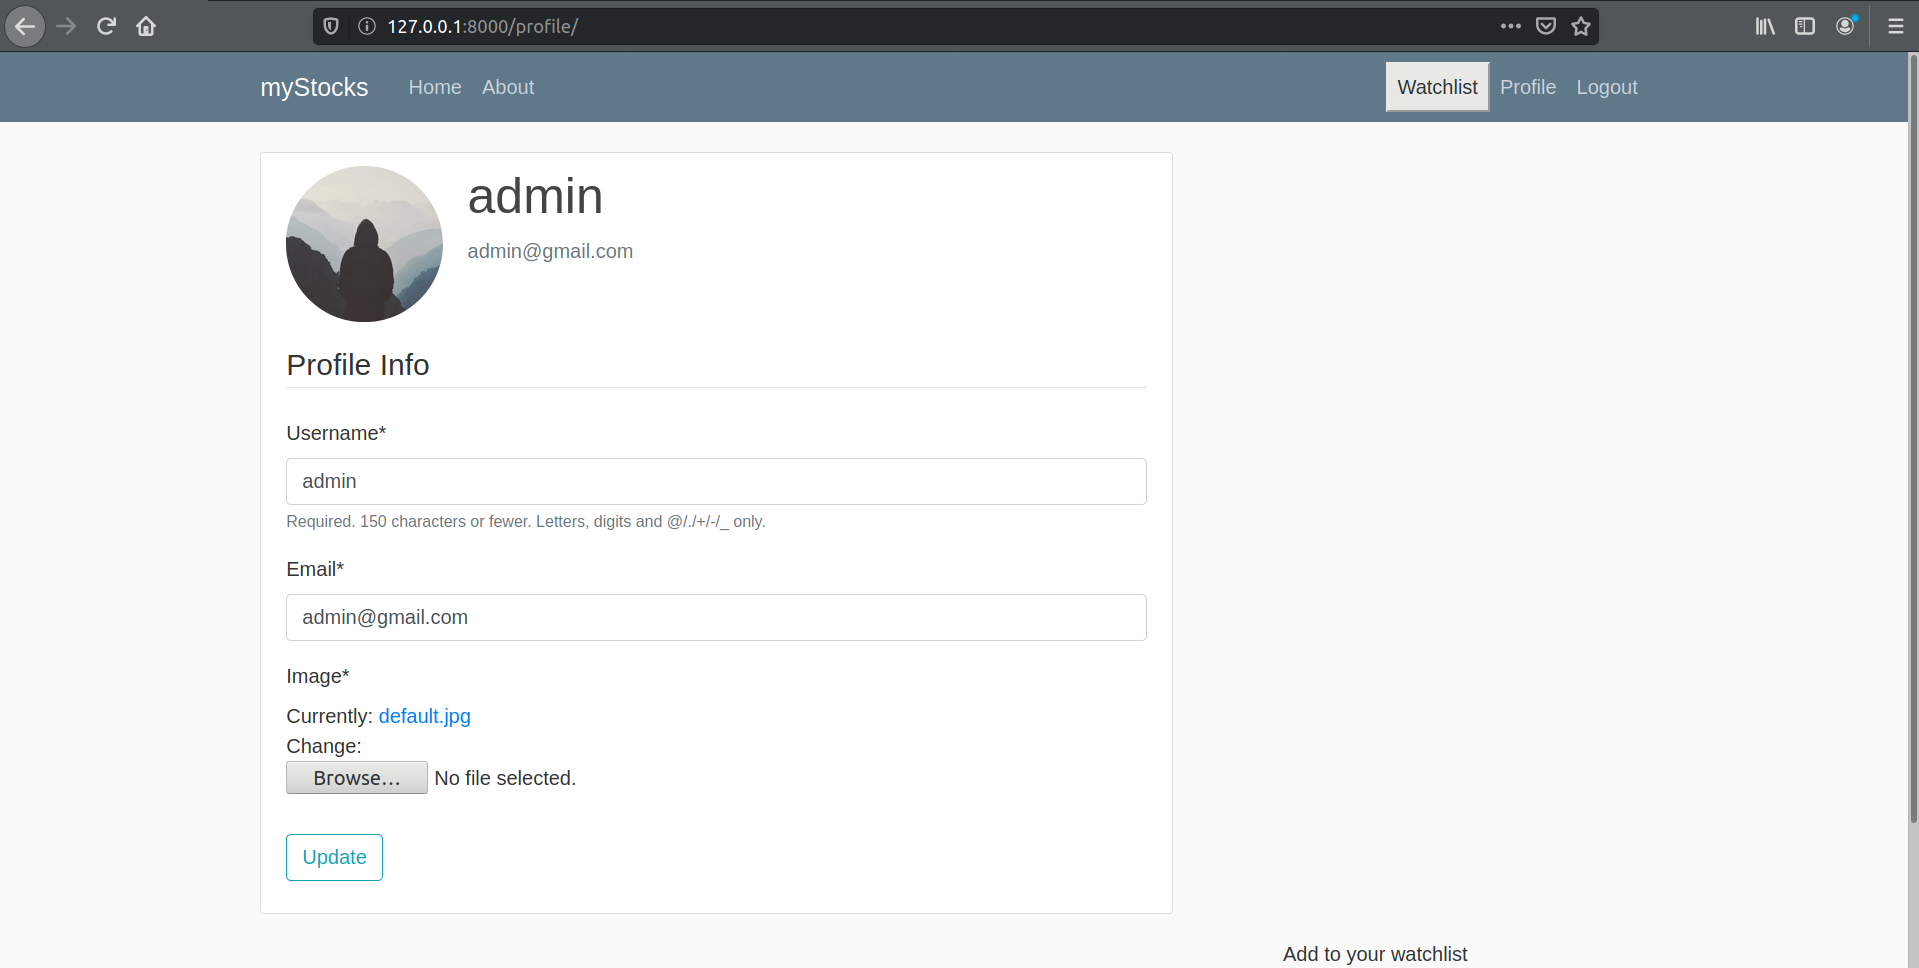 127.0.0.1:8000/profile/
myStocks Home About Watchlist Profile Logout
admin
admin@gmail.com
Profile Info
Username*
admin
Required. 150 characters or fewer. Letters, digits and @/./+/-/_ only.
Email*
admin@gmail.com
Image*
Currently: default.jpg
Change:
Browse... No file selected.
Update
Add to your watchlist